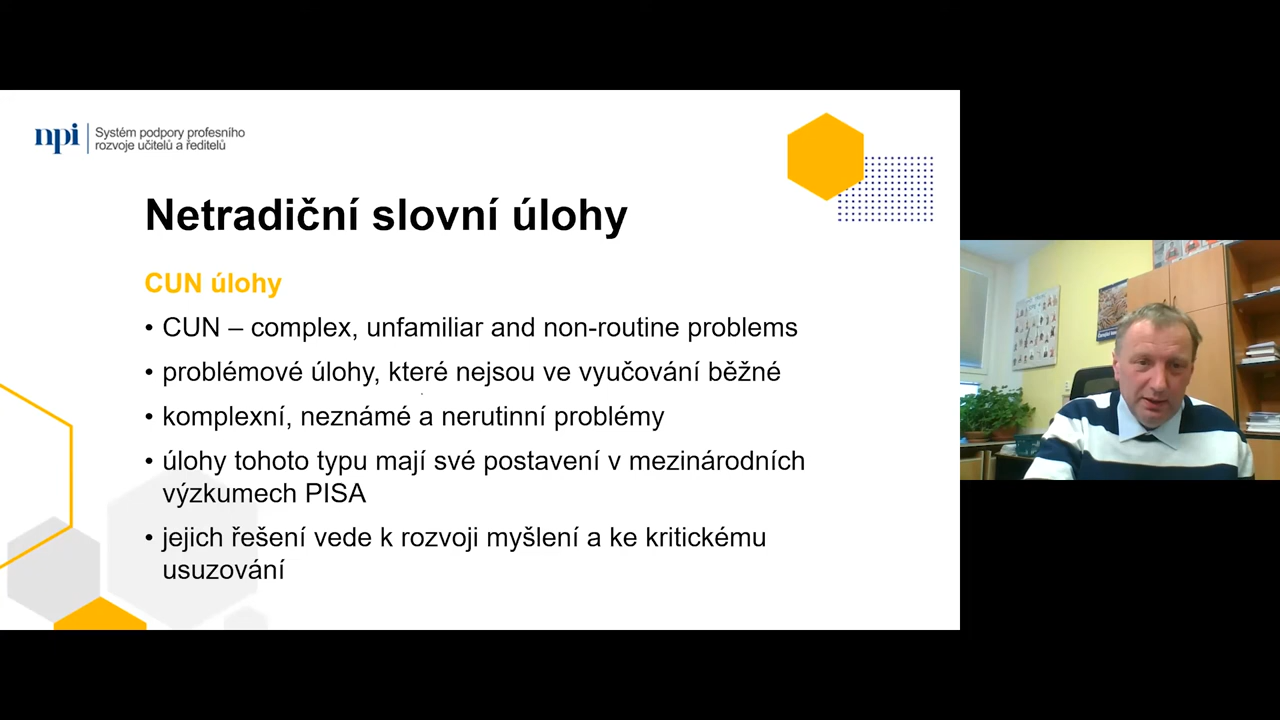 npi
Systém podpory profesního
rozvoje učitelů a ředitelů
Netradiční slovní úlohy
CUN úlohy
• CUN – complex, unfamiliar and non-routine problems
• problémové úlohy, které nejsou ve vyučování běžné
• komplexní, neznámé a nerutinní problémy
• úlohy tohoto typu mají své postavení v mezinárodních
výzkumech PISA
• jejich řešení vede k rozvoji myšlení a ke kritickému
usuzování